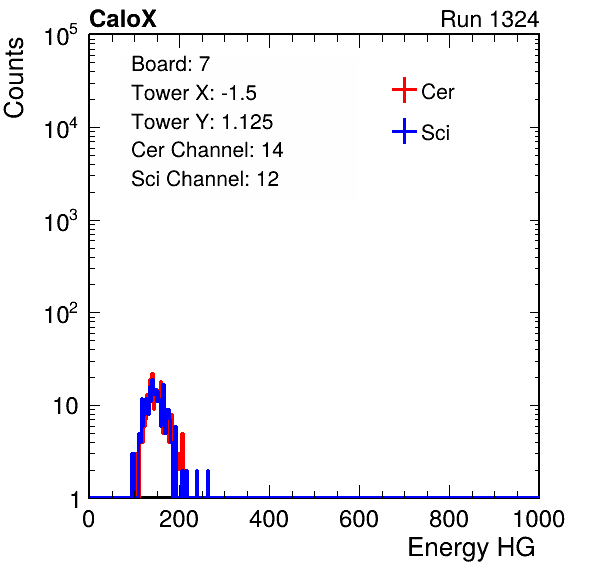 CaloX Run 1324
Counts
10^5
10^4
10^3
10^2
10
1
Board: 7
Tower X: -1.5
Tower Y: 1.125
Cer Channel: 14
Sci Channel: 12
Cer
Sci
0 200 400 600 800 1000
Energy HG